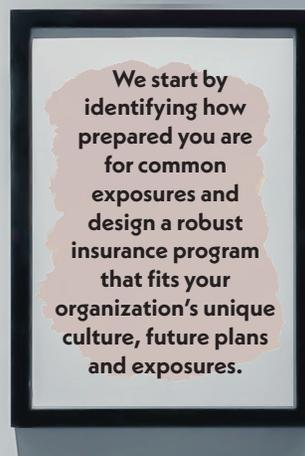 We start by
identifying how
prepared you are
for common
exposures and
design a robust
insurance program
that fits your
organization's unique
culture, future plans
and exposures.